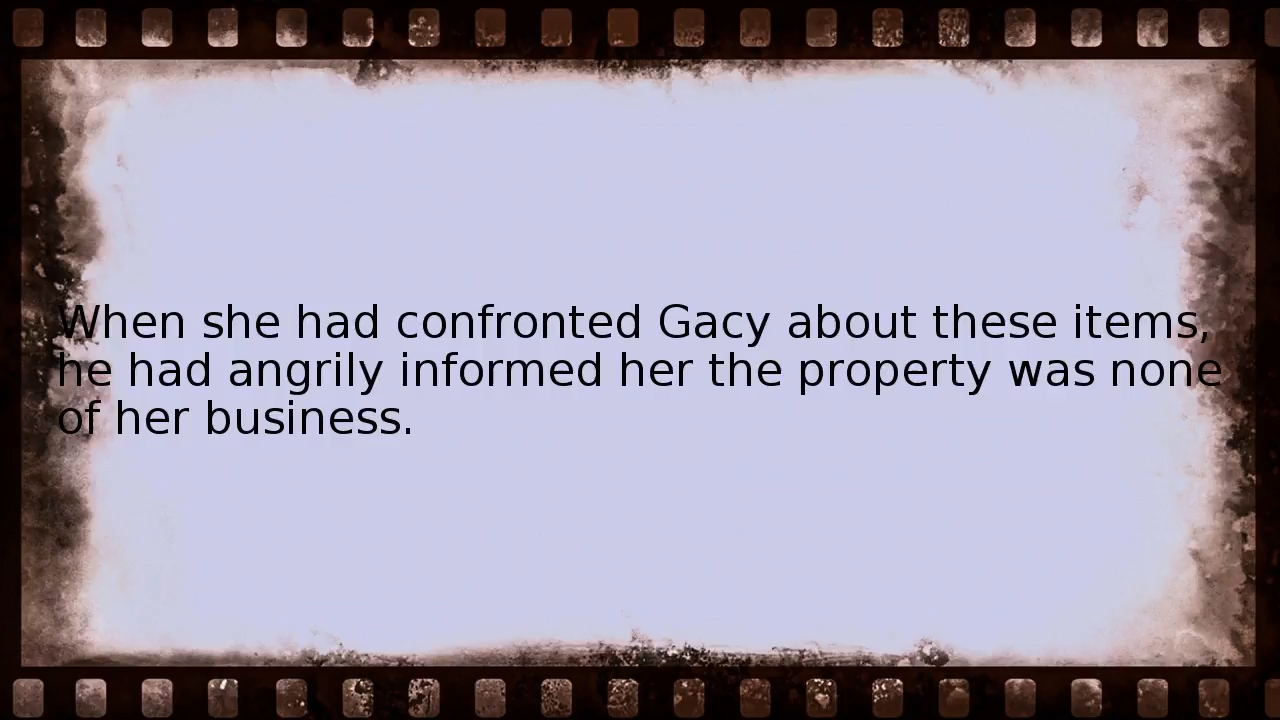 When she had confronted Gacy about these items,
he had angrily informed her the property was none
of her business.